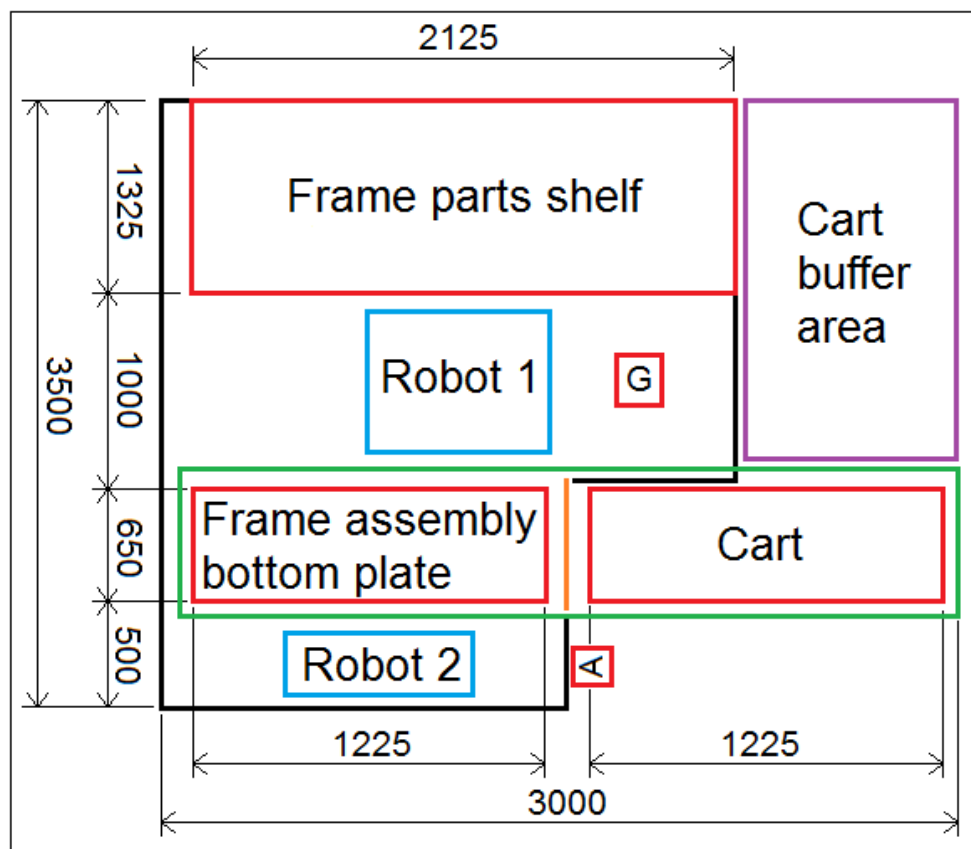 2125
Frame parts shelf
Cart
buffer
area
1325
3500
1000
Robot 1
G
650
Frame assembly
bottom plate
Cart
500
Robot 2
A
1225
1225
3000